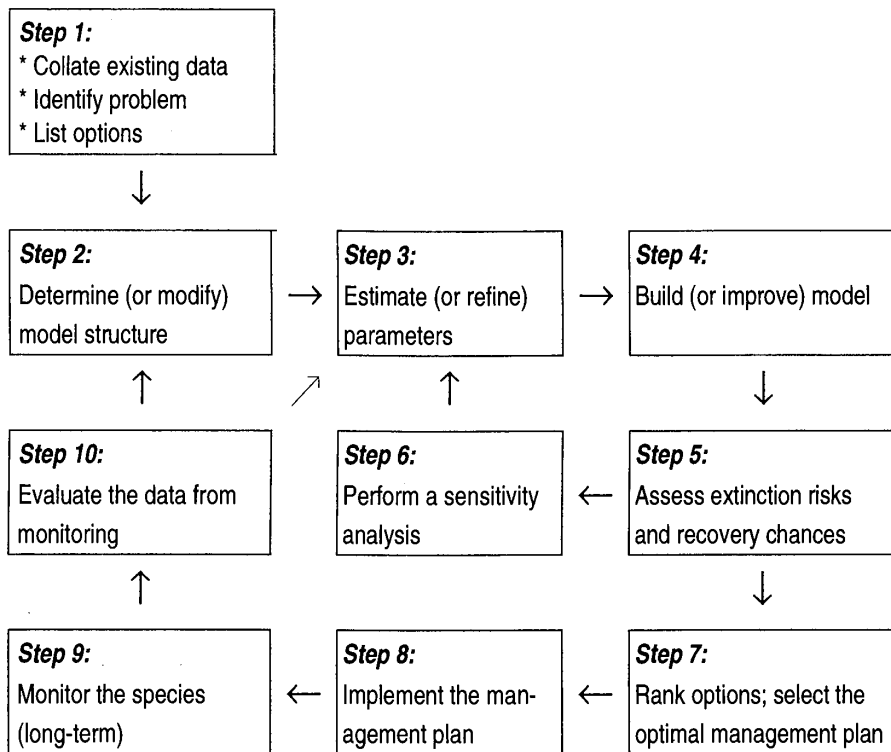 Step 1:
* Collate existing data
* Identify problem
* List options
Step 2:
Determine (or modify)
model structure
Step 3:
Estimate (or refine)
parameters
Step 4:
Build (or improve) model
Step 10:
Evaluate the data from
monitoring
Step 6:
Perform a sensitivity
analysis
Step 5:
Assess extinction risks
and recovery chances
Step 9:
Monitor the species
(long-term)
Step 8:
Implement the man-
agement plan
Step 7:
Rank options; select the
optimal management plan